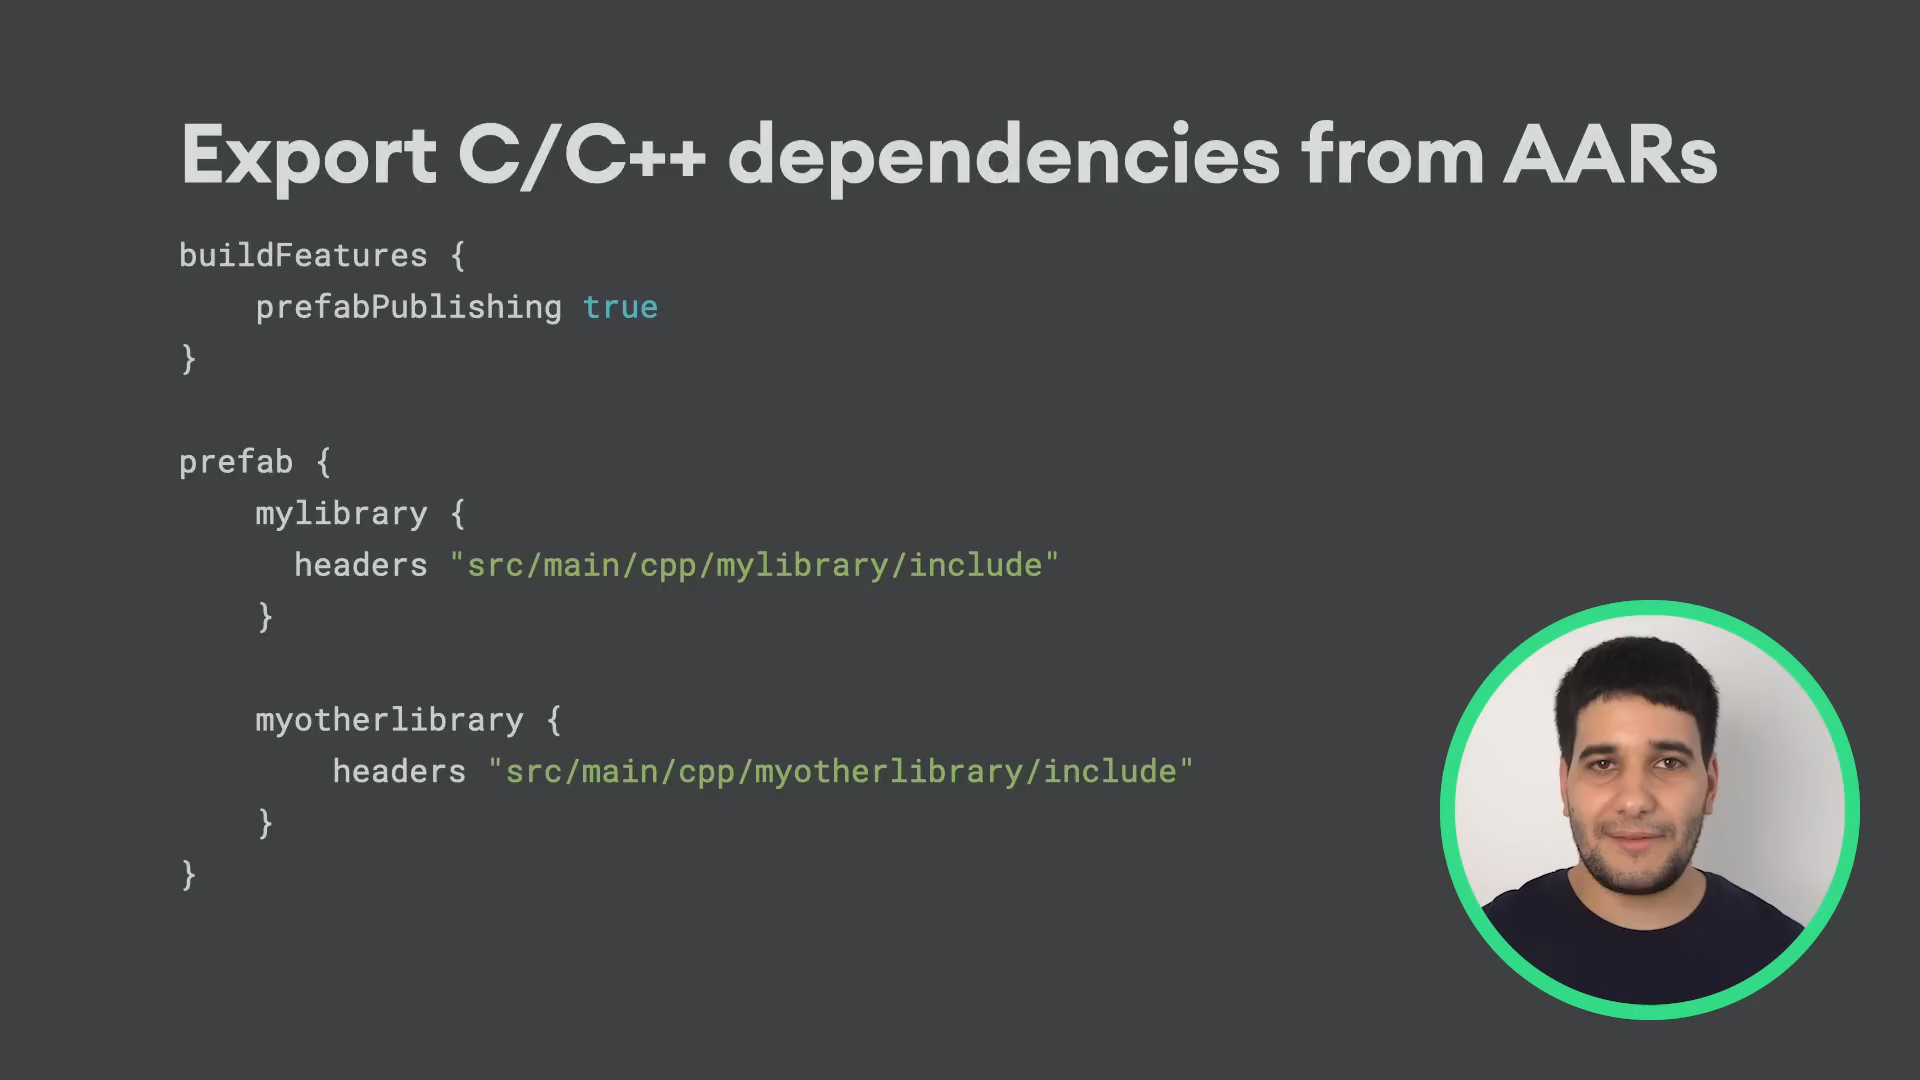 Export C/C++ dependencies from AARs
buildFeatures {
prefabPublishing true
}
prefab {
mylibrary {
headers "src/main/cpp/mylibrary/include"
}
myotherlibrary {
headers "src/main/cpp/myotherlibrary/include"
}
}